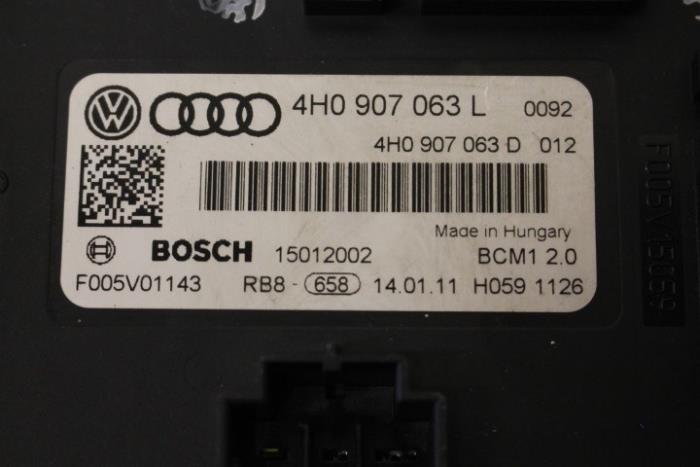 4H0 907 063 L 0092
4H0 907 063 D 012
Made in Hungary
BOSCH 15012002 BCM1 2.0
F005V01143 RB8 - 658 14.01.11 H059 1126
F005V15059